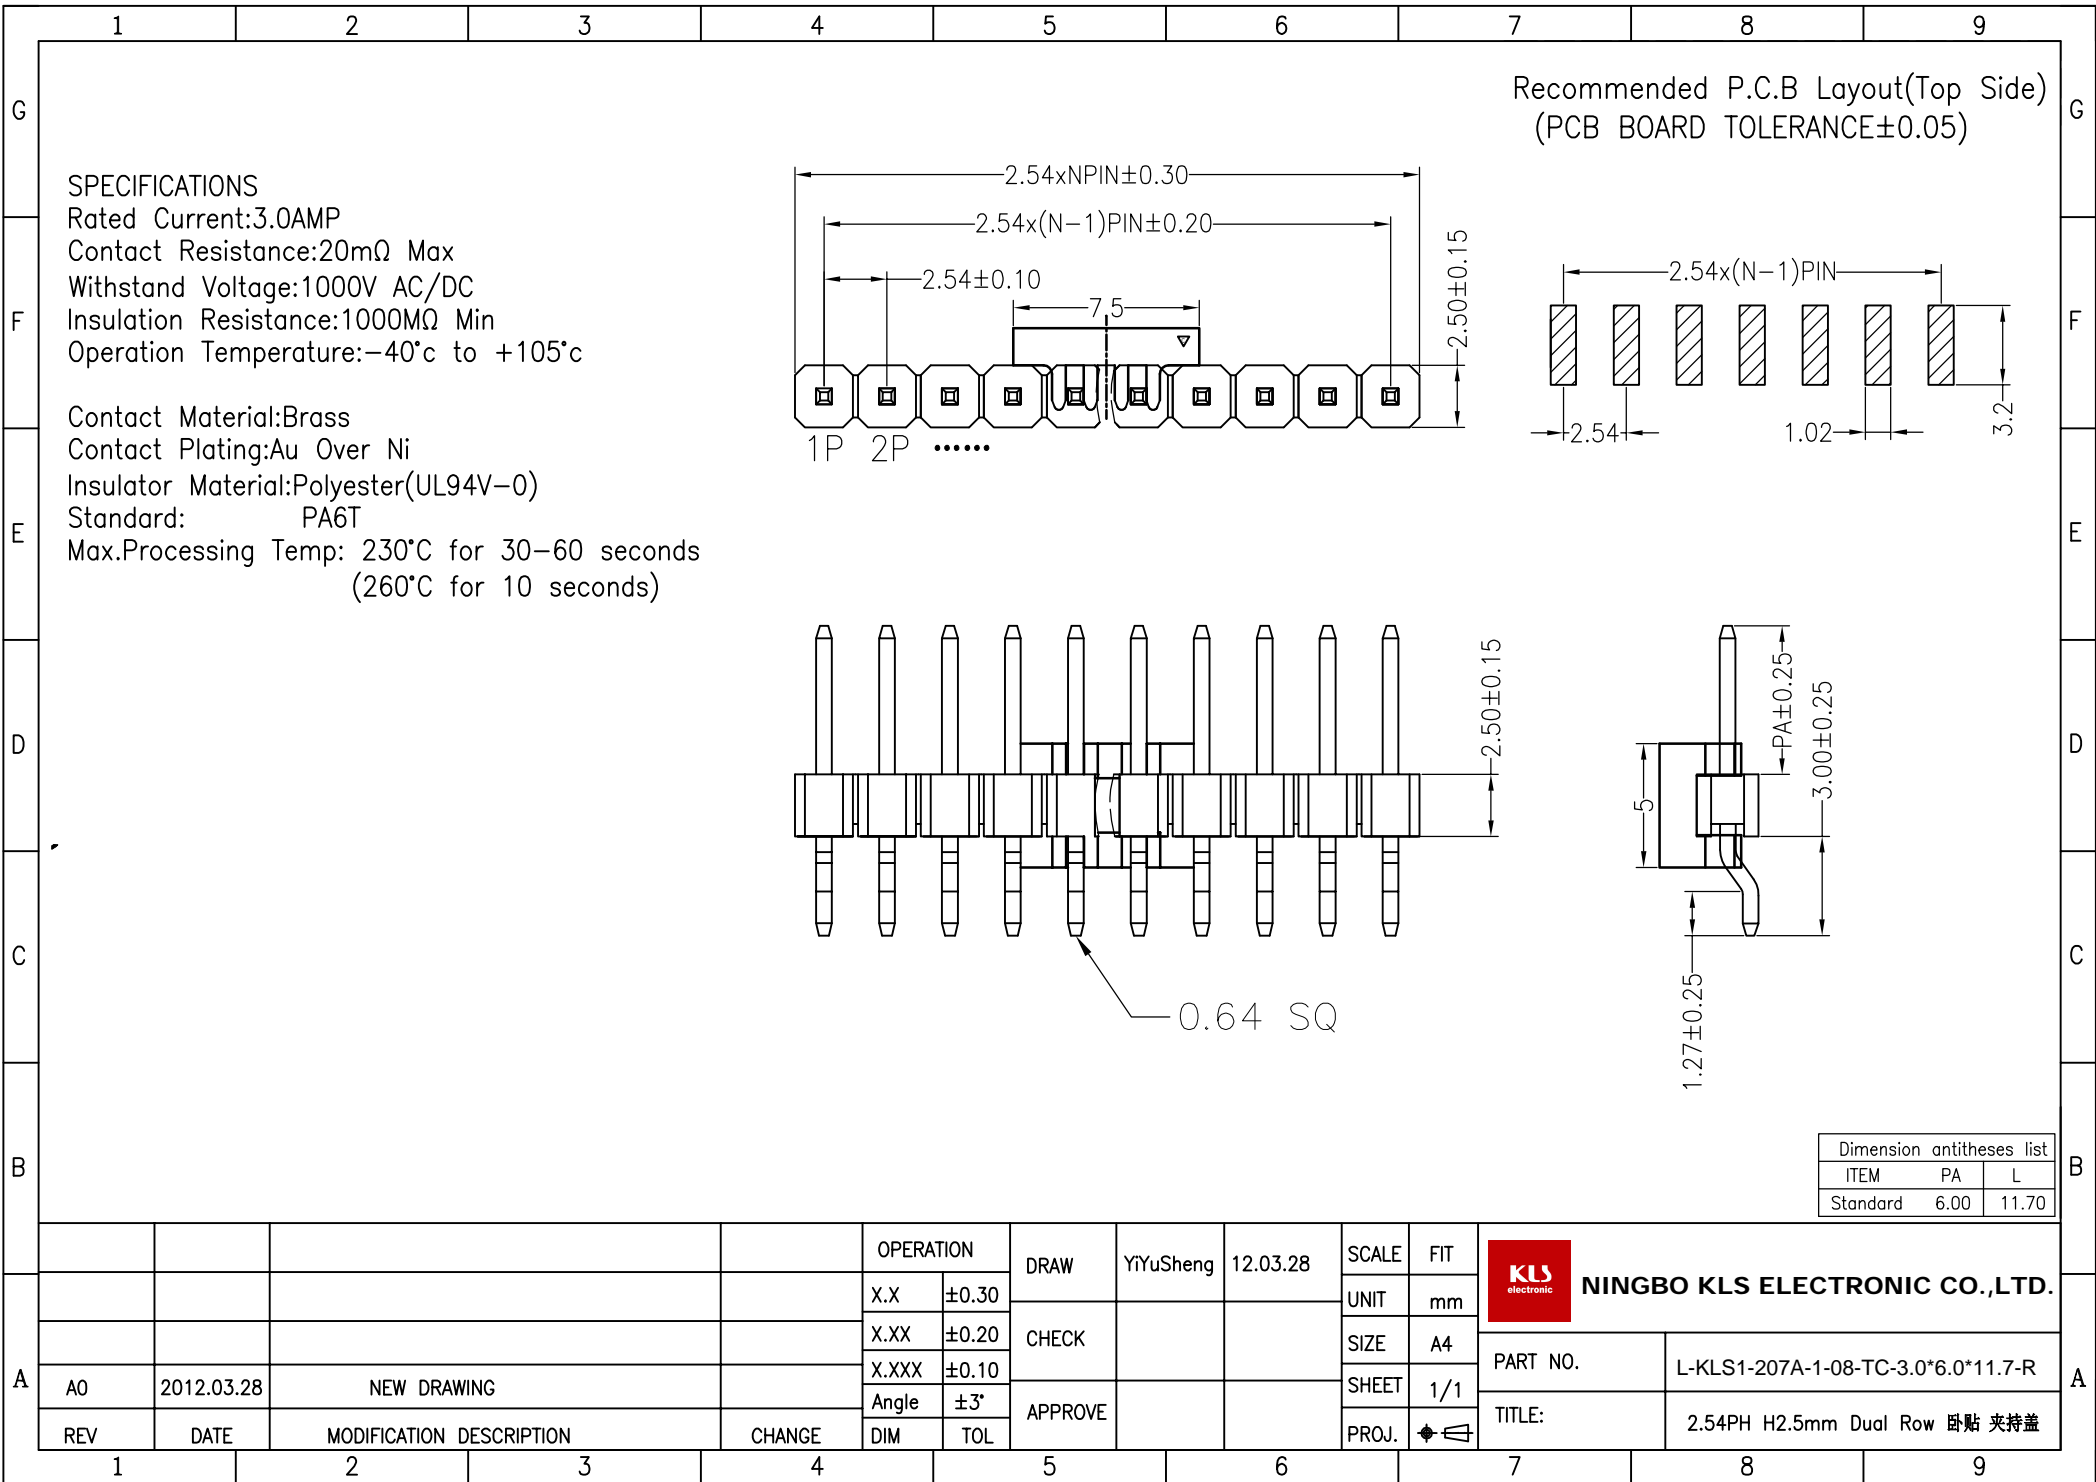 1 2 3 4 5 6 7 8 9
G G
F F
E E
D D
C C
B B
A A
Recommended P.C.B Layout(Top Side)
(PCB BOARD TOLERANCE±0.05)
SPECIFICATIONS
Rated Current:3.0AMP
Contact Resistance:20mΩ Max
Withstand Voltage:1000V AC/DC
Insulation Resistance:1000MΩ Min
Operation Temperature:-40°c to +105°c
Contact Material:Brass
Contact Plating:Au Over Ni
Insulator Material:Polyester(UL94V-0)
Standard: PA6T
Max.Processing Temp: 230°C for 30-60 seconds
(260°C for 10 seconds)
2.54xNPIN±0.30
2.54x(N-1)PIN±0.20
2.54±0.10
7.5
2.50±0.15
1P 2P ······
2.54x(N-1)PIN
2.54
1.02
3.2
2.50±0.15
0.64 SQ
5
PA±0.25
3.00±0.25
1.27±0.25
Dimension antitheses list
ITEM PA L
Standard 6.00 11.70
OPERATION
X.X ±0.30
X.XX ±0.20
X.XXX ±0.10
Angle ±3°
DIM TOL
DRAW YiYuSheng 12.03.28
CHECK
APPROVE
SCALE FIT
UNIT mm
SIZE A4
SHEET 1/1
PROJ.
KLS
electronic
NINGBO KLS ELECTRONIC CO.,LTD.
PART NO. L-KLS1-207A-1-08-TC-3.0*6.0*11.7-R
TITLE: 2.54PH H2.5mm Dual Row 卧贴 夹持盖
A0 2012.03.28 NEW DRAWING
REV DATE MODIFICATION DESCRIPTION CHANGE
1 2 3 4 5 6 7 8 9